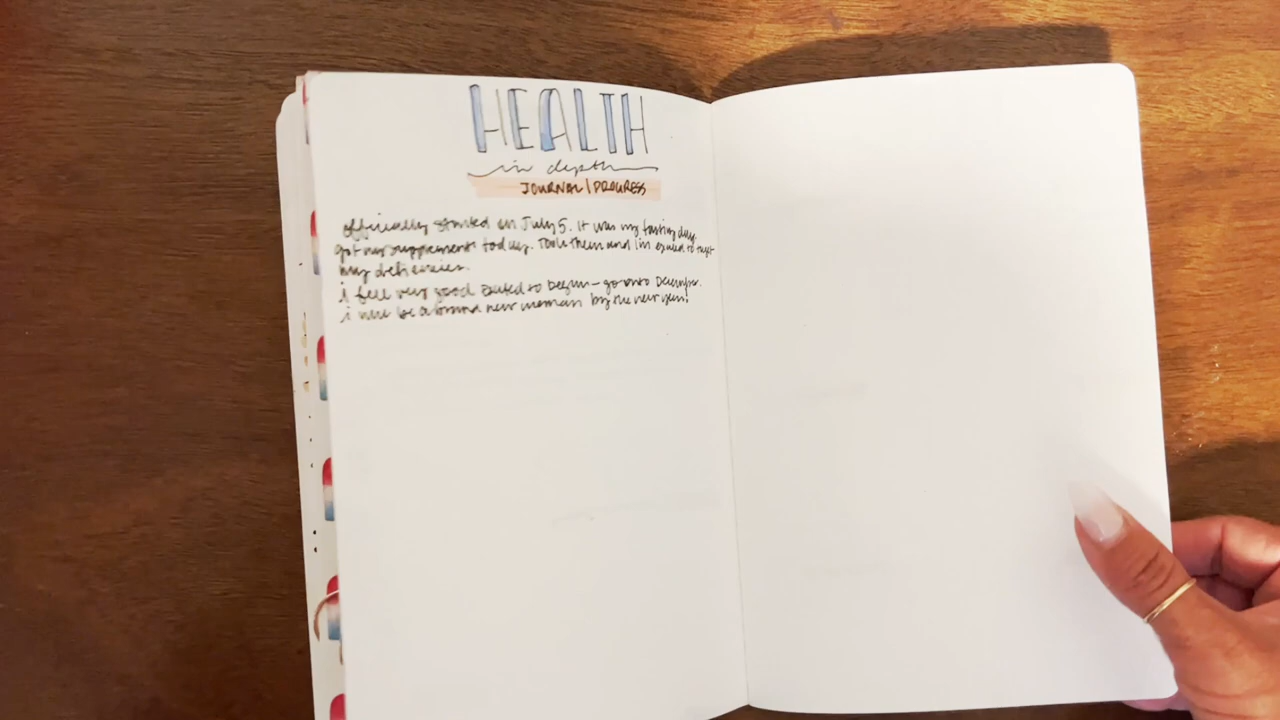 HEALTH
in depth
JOURNAL | PROGRESS
officially started on July 5. It was my fasting day.
got my supplements today. Took them and I'm excited to treat
my deficiencies.
i feel very good. Excited to begin - go into December.
i will be a brand new woman by the new year!